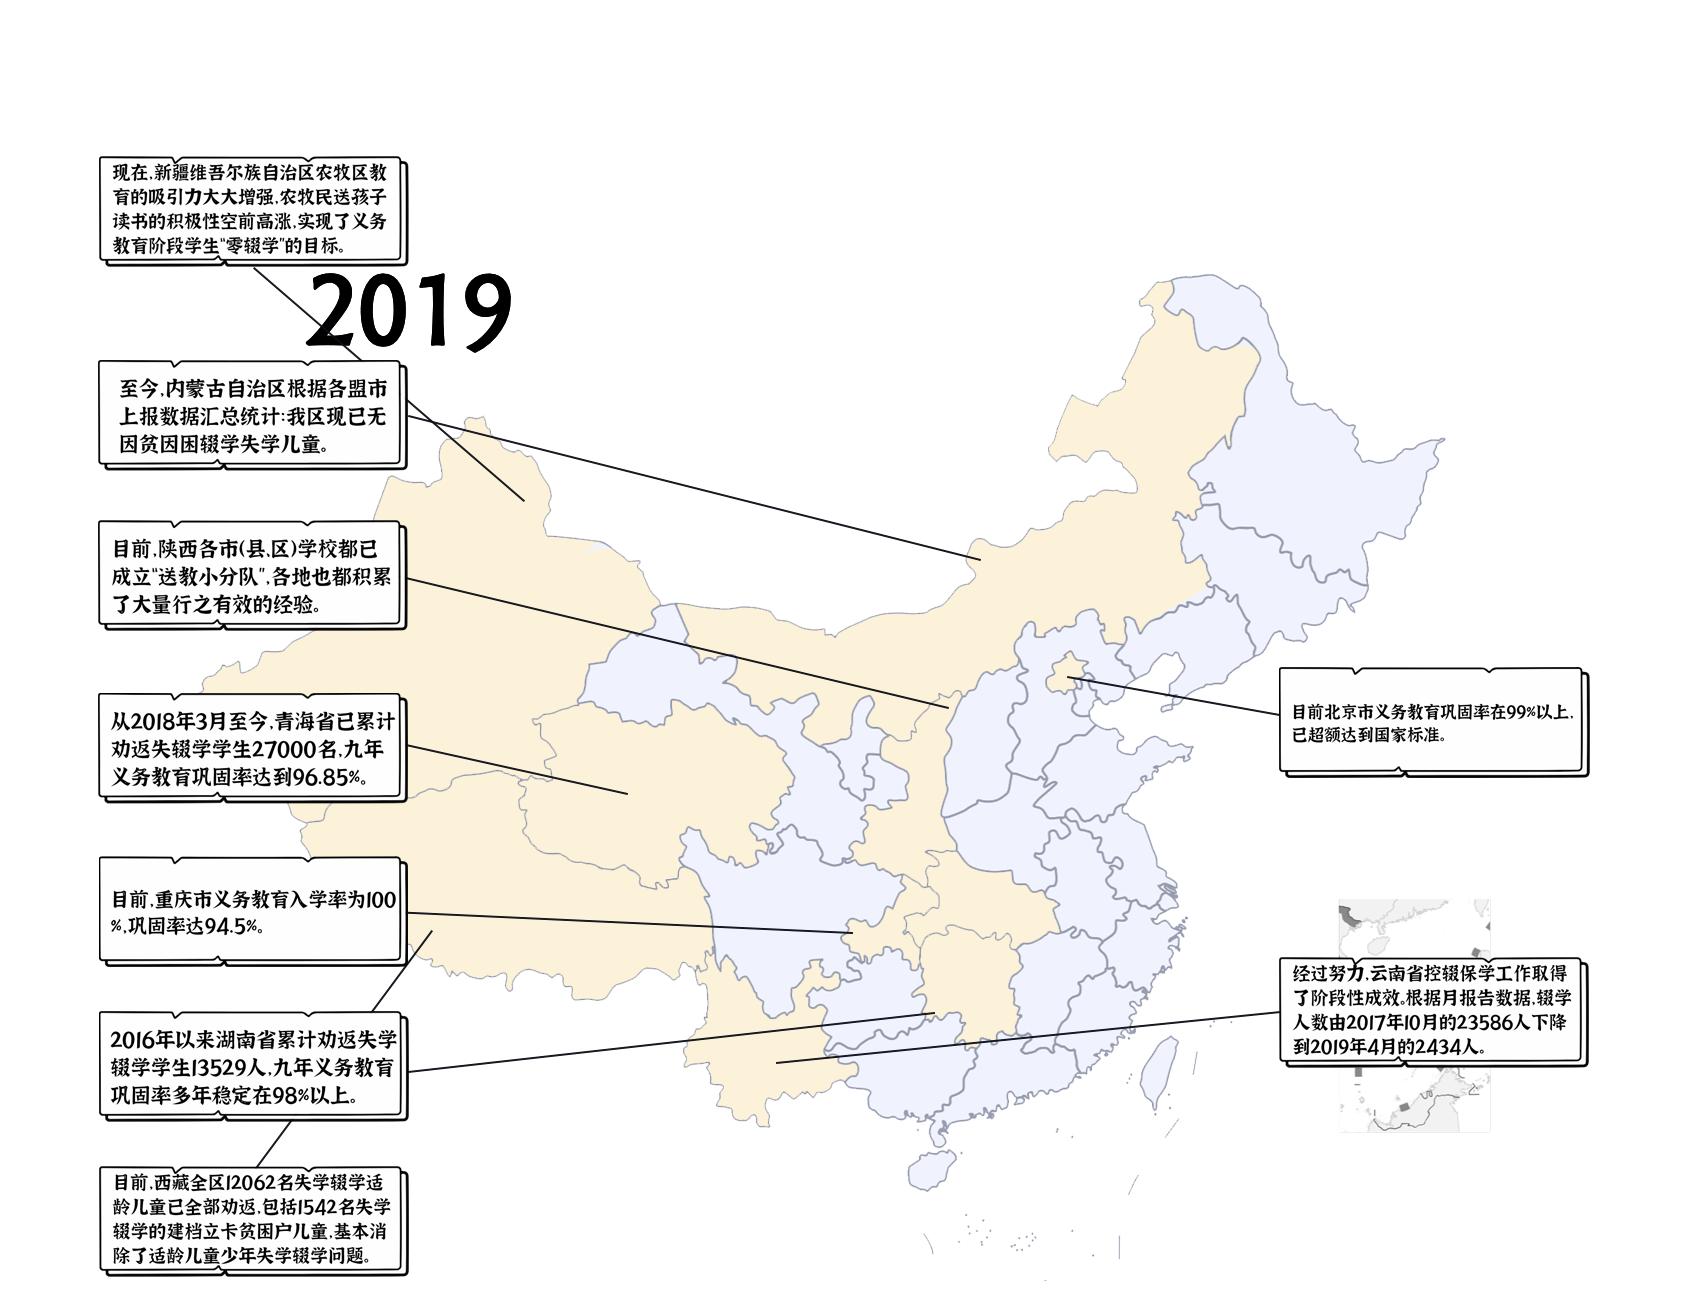 现在,新疆维吾尔族自治区农牧区教
育的吸引力大大增强,农牧民送孩子
读书的积极性空前高涨,实现了义务
教育阶段学生“零辍学”的目标。
2019
至今,内蒙古自治区根据各盟市
上报数据汇总统计:我区现已无
因贫因困辍学失学儿童。
目前,陕西各市(县,区)学校都已
成立“送教小分队”,各地也都积累
了大量行之有效的经验。
从2018年3月至今,青海省已累计
劝返失辍学学生27000名,九年
义务教育巩固率达到96.85%。
目前,重庆市义务教育入学率为100
%,巩固率达94.5%。
2016年以来湖南省累计劝返失学
辍学学生13529人,九年义务教育
巩固率多年稳定在98%以上。
目前,西藏全区12062名失学辍学适
龄儿童已全部劝返,包括1542名失学
辍学的建档立卡贫困户儿童,基本消
除了适龄儿童少年失学辍学问题。
目前北京市义务教育巩固率在99%以上,
已超额达到国家标准。
经过努力,云南省控辍保学工作取得
了阶段性成效。根据月报告数据,辍学
人数由2017年10月的23586人下降
到2019年4月的2434人。